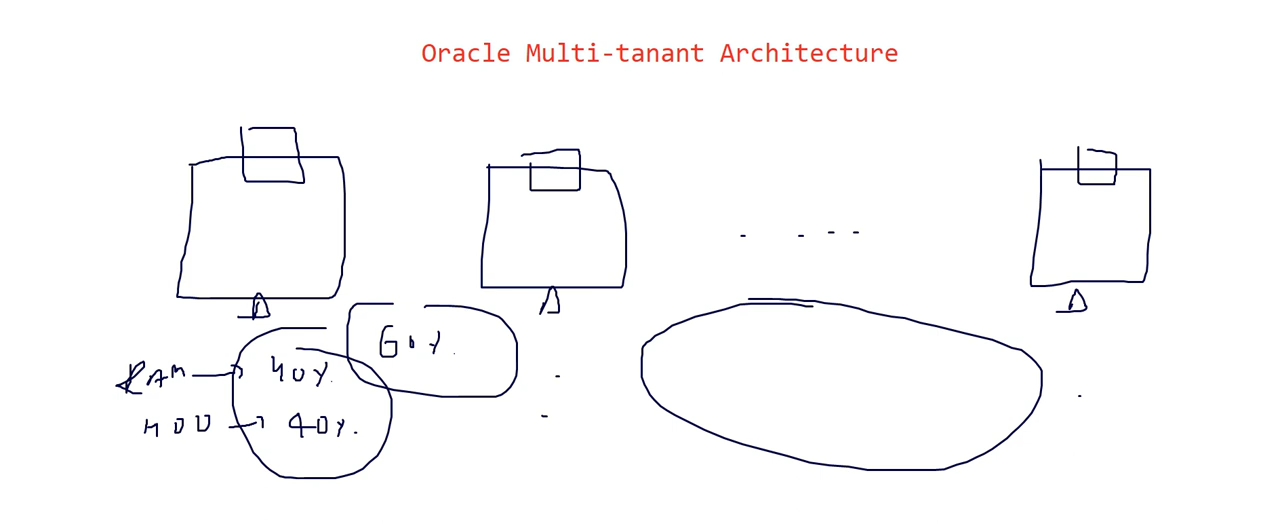 Oracle Multi-tanant Architecture
60%.
RAM → 40%.
HDD → 40%.